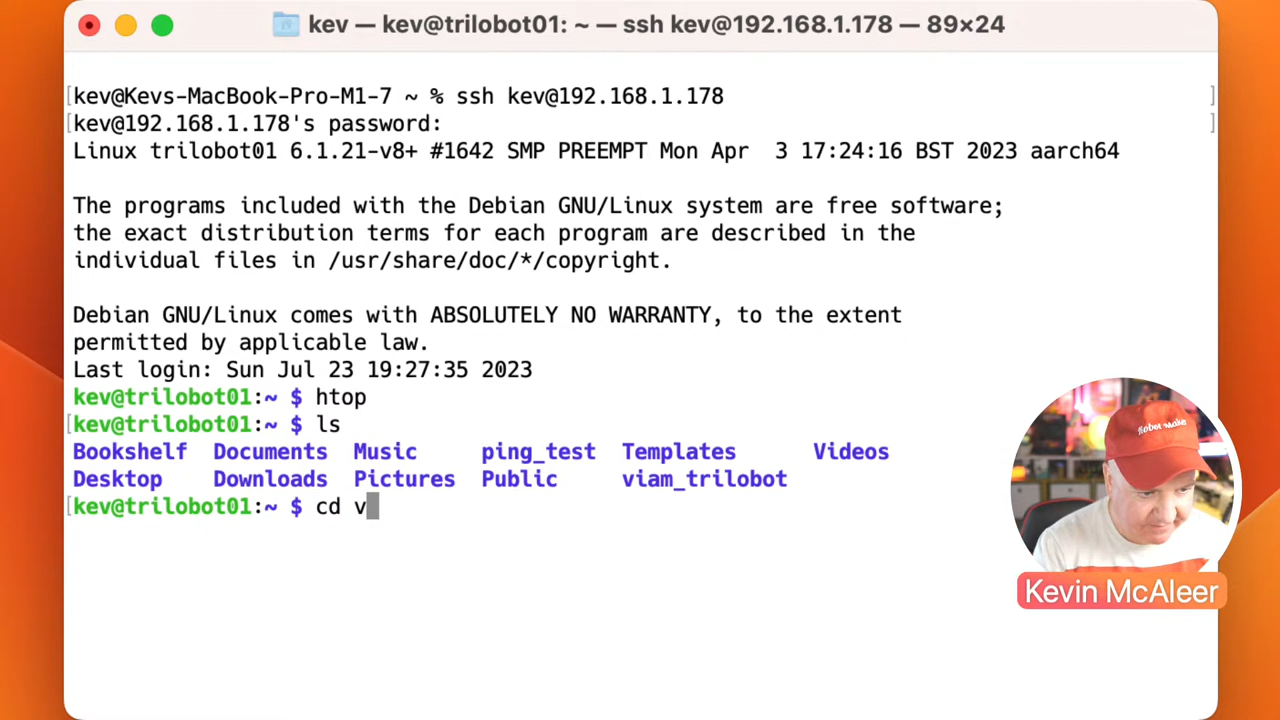 kev — kev@trilobot01: ~ — ssh kev@192.168.1.178 — 89×24
[kev@Kevs-MacBook-Pro-M1-7 ~ % ssh kev@192.168.1.178 ]
[kev@192.168.1.178's password: ]
Linux trilobot01 6.1.21-v8+ #1642 SMP PREEMPT Mon Apr  3 17:24:16 BST 2023 aarch64
The programs included with the Debian GNU/Linux system are free software;
the exact distribution terms for each program are described in the
individual files in /usr/share/doc/*/copyright.
Debian GNU/Linux comes with ABSOLUTELY NO WARRANTY, to the extent
permitted by applicable law.
Last login: Sun Jul 23 19:27:35 2023
kev@trilobot01:~ $ htop
[kev@trilobot01:~ $ ls
Bookshelf  Documents  Music     ping_test  Templates      Videos
Desktop    Downloads  Pictures  Public     viam_trilobot
[kev@trilobot01:~ $ cd v
Robot Maker
Kevin McAleer